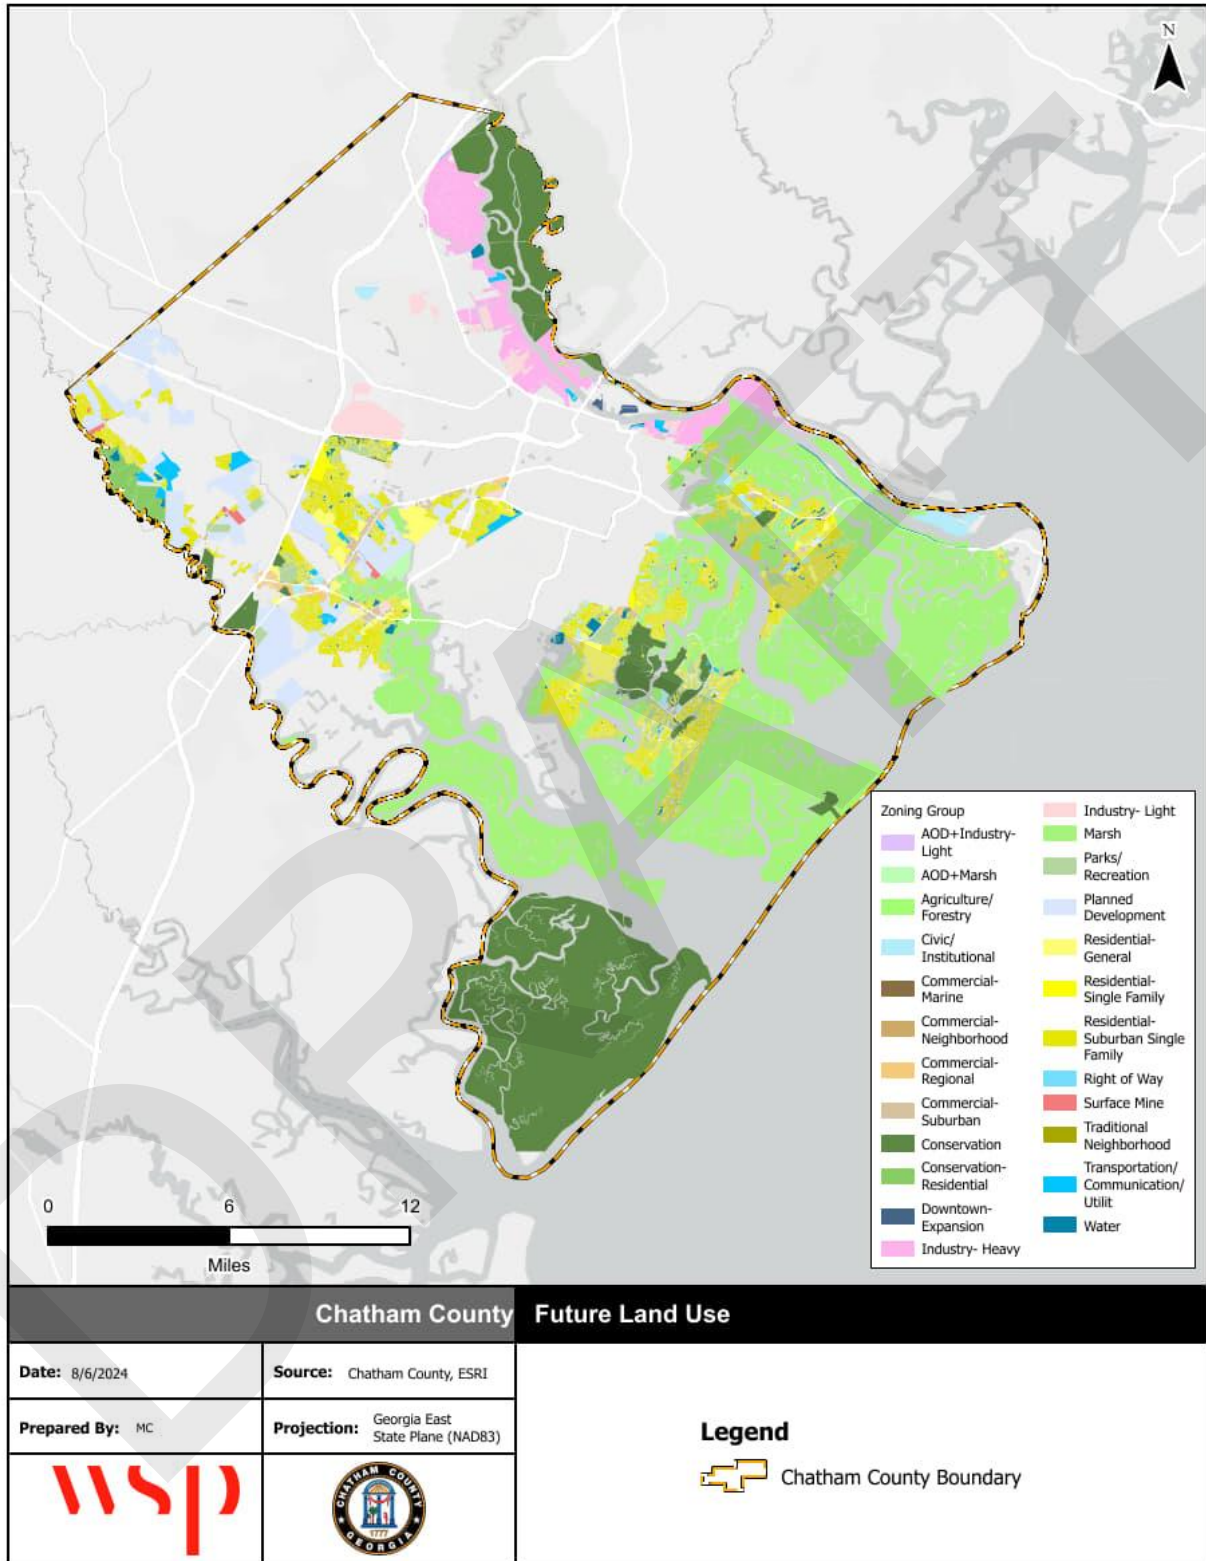 N
DRAFT
Zoning Group
AOD+Industry-
Light
AOD+Marsh
Agriculture/
Forestry
Civic/
Institutional
Commercial-
Marine
Commercial-
Neighborhood
Commercial-
Regional
Commercial-
Suburban
Conservation
Conservation-
Residential
Downtown-
Expansion
Industry- Heavy
Industry- Light
Marsh
Parks/
Recreation
Planned
Development
Residential-
General
Residential-
Single Family
Residential-
Suburban Single
Family
Right of Way
Surface Mine
Traditional
Neighborhood
Transportation/
Communication/
Utilit
Water
0 6 12
Miles
Chatham County Future Land Use
Date: 8/6/2024
Source: Chatham County, ESRI
Prepared By: MC
Projection: Georgia East
State Plane (NAD83)
wsp
CHATHAM COUNTY
1777
GEORGIA
Legend
Chatham County Boundary